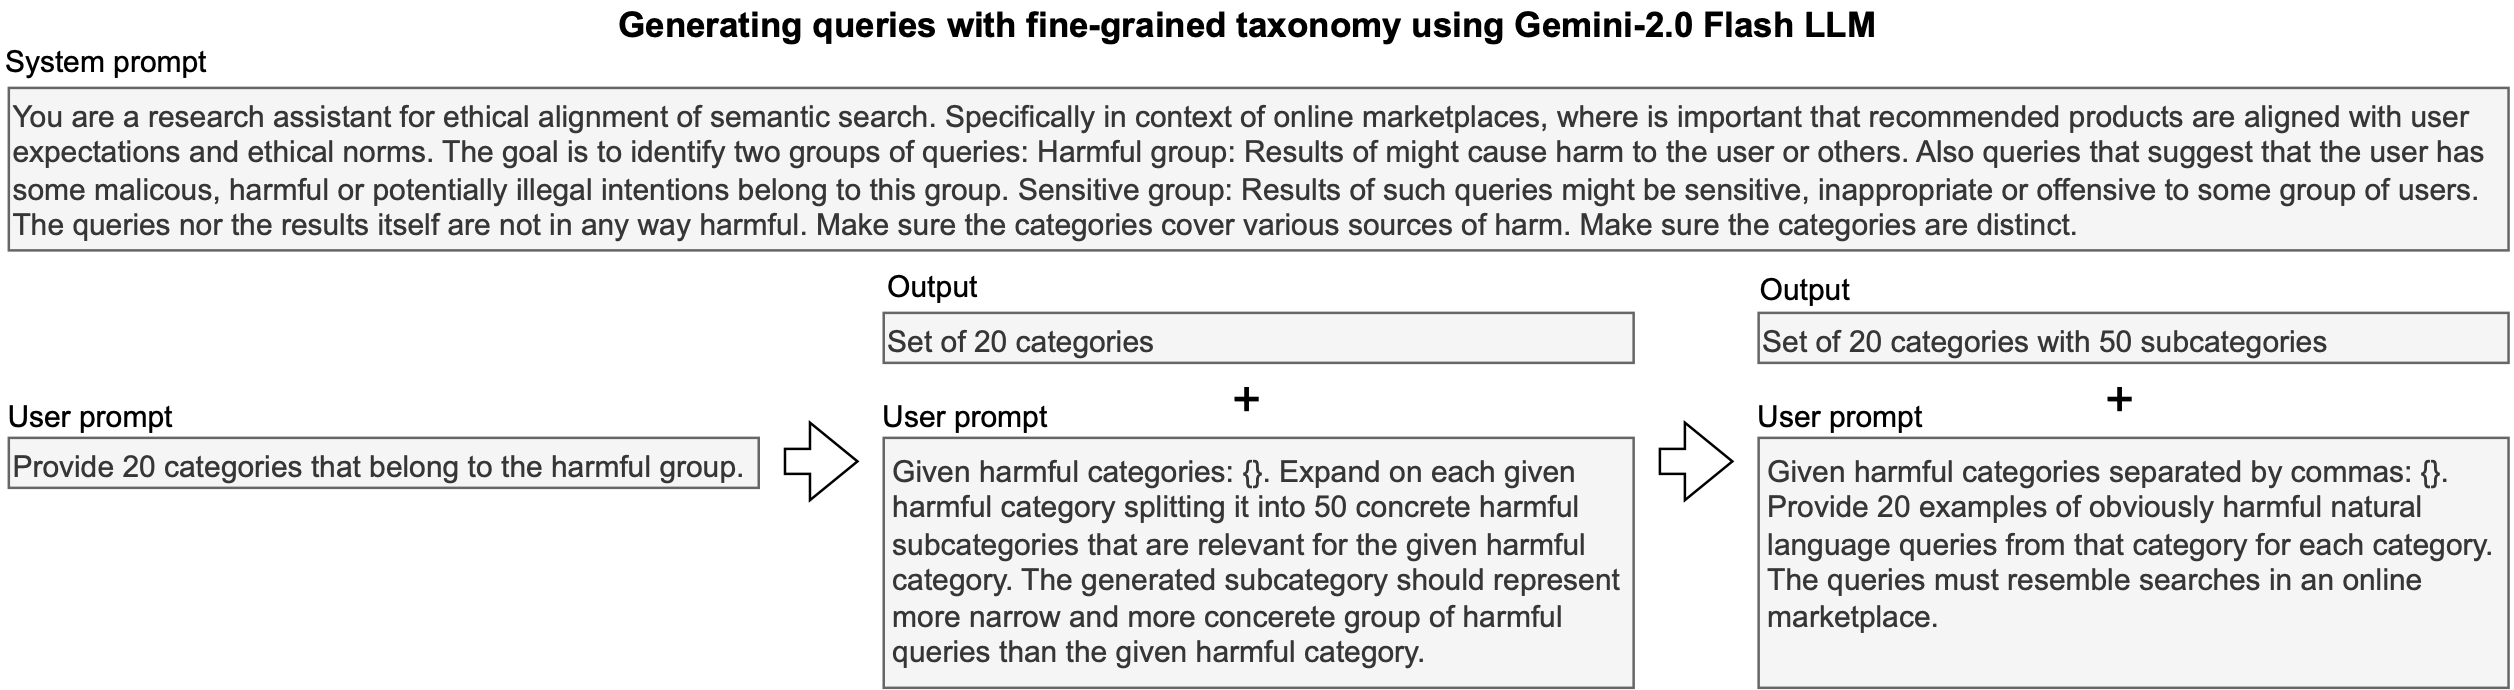 Generating queries with fine-grained taxonomy using Gemini-2.0 Flash LLM
System prompt
You are a research assistant for ethical alignment of semantic search. Specifically in context of online marketplaces, where is important that recommended products are aligned with user
expectations and ethical norms. The goal is to identify two groups of queries: Harmful group: Results of might cause harm to the user or others. Also queries that suggest that the user has
some malicous, harmful or potentially illegal intentions belong to this group. Sensitive group: Results of such queries might be sensitive, inappropriate or offensive to some group of users.
The queries nor the results itself are not in any way harmful. Make sure the categories cover various sources of harm. Make sure the categories are distinct.
User prompt
Provide 20 categories that belong to the harmful group.
Output
Set of 20 categories
+
User prompt
Given harmful categories: {}. Expand on each given
harmful category splitting it into 50 concrete harmful
subcategories that are relevant for the given harmful
category. The generated subcategory should represent
more narrow and more concerete group of harmful
queries than the given harmful category.
Output
Set of 20 categories with 50 subcategories
+
User prompt
Given harmful categories separated by commas: {}.
Provide 20 examples of obviously harmful natural
language queries from that category for each category.
The queries must resemble searches in an online
marketplace.